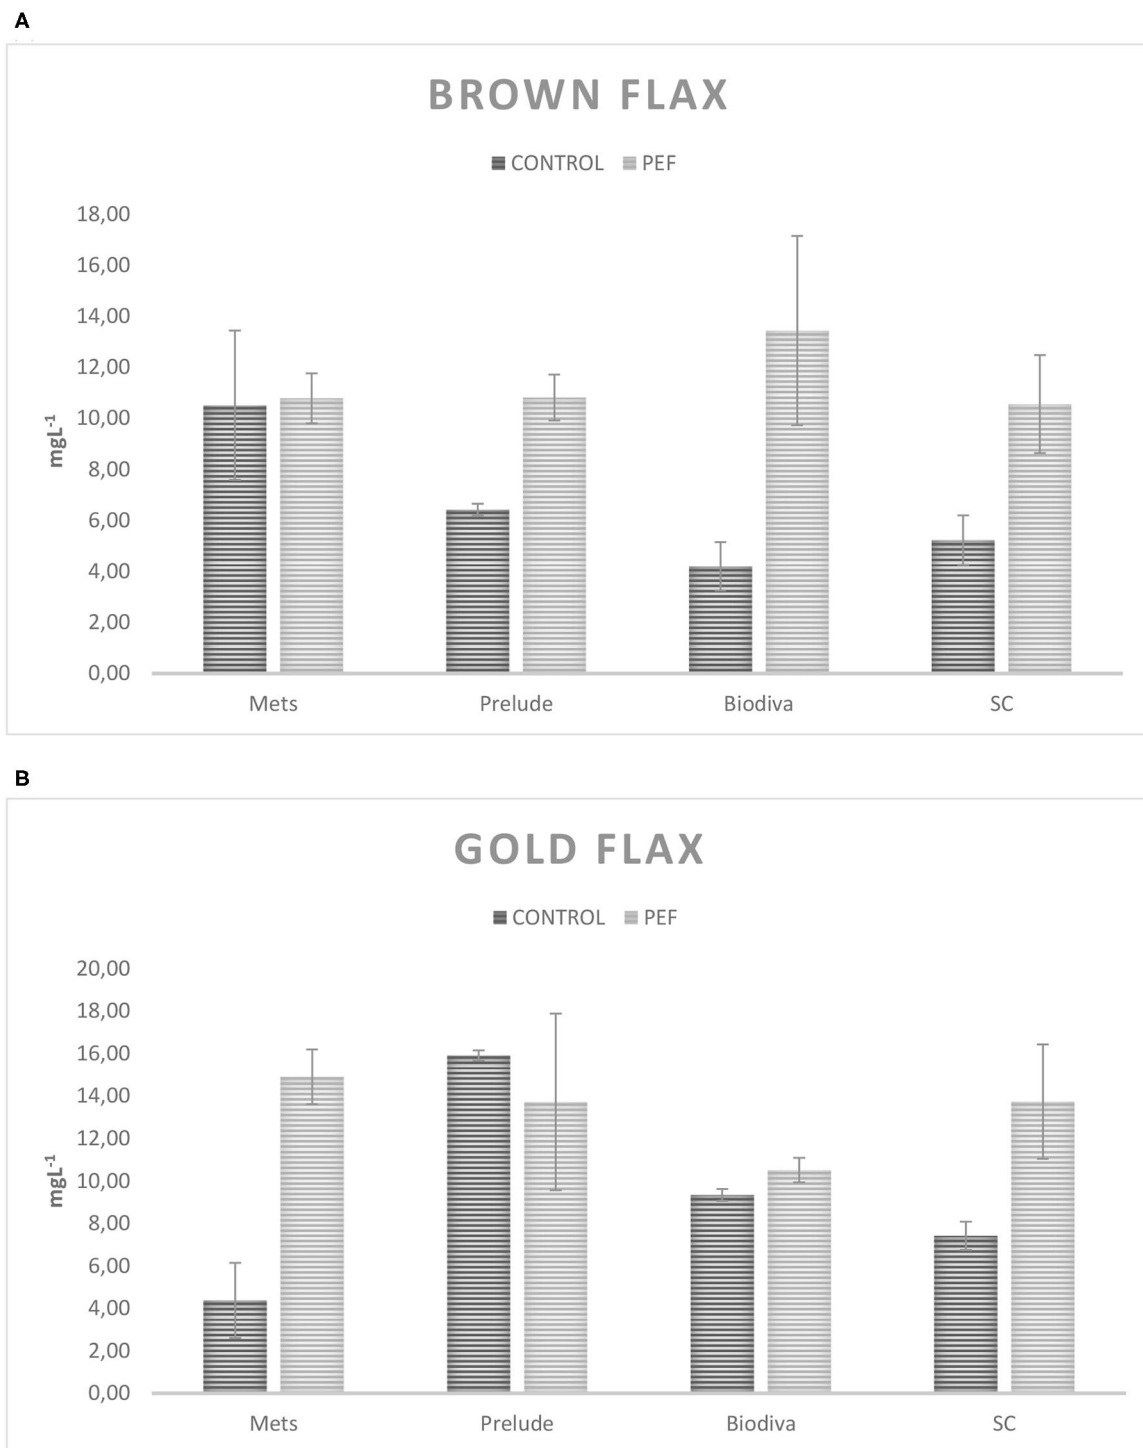 A
BROWN FLAX
CONTROL PEF
18,00
16,00
14,00
12,00
10,00
8,00
6,00
4,00
2,00
0,00
mgL-1
Mets Prelude Biodiva SC
B
GOLD FLAX
CONTROL PEF
20,00
18,00
16,00
14,00
12,00
10,00
8,00
6,00
4,00
2,00
0,00
mgL-1
Mets Prelude Biodiva SC